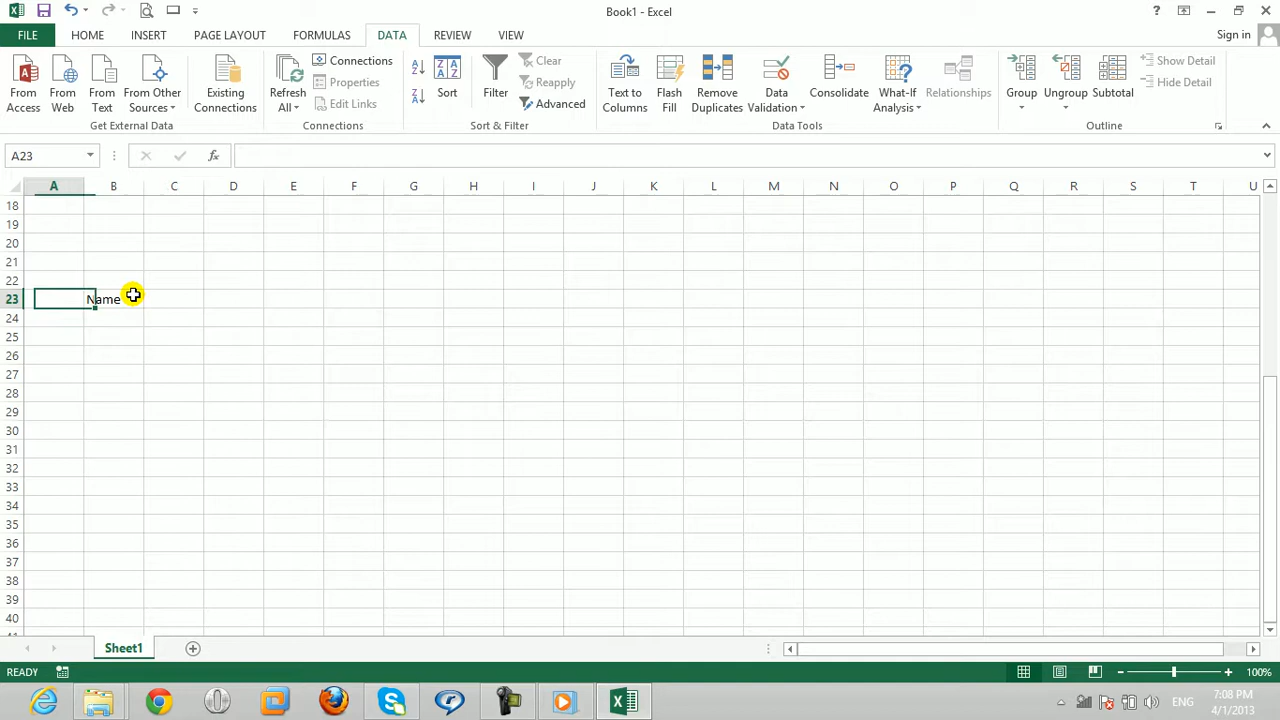 Book1 - Excel
?
FILE HOME INSERT PAGE LAYOUT FORMULAS DATA REVIEW VIEW
Sign in
From Access
From Web
From Text
From Other Sources
Existing Connections
Get External Data
Refresh All
Connections
Properties
Edit Links
Connections
Sort
Filter
Clear
Reapply
Advanced
Sort & Filter
Text to Columns
Flash Fill
Remove Duplicates
Data Validation
Consolidate
What-If Analysis
Relationships
Data Tools
Group
Ungroup
Subtotal
Show Detail
Hide Detail
Outline
A23
fx
A B C D E F G H I J K L M N O P Q R S T U
18
19
20
21
22
23 Name
24
25
26
27
28
29
30
31
32
33
34
35
36
37
38
39
40
Sheet1
READY
100%
ENG
7:08 PM
4/1/2013